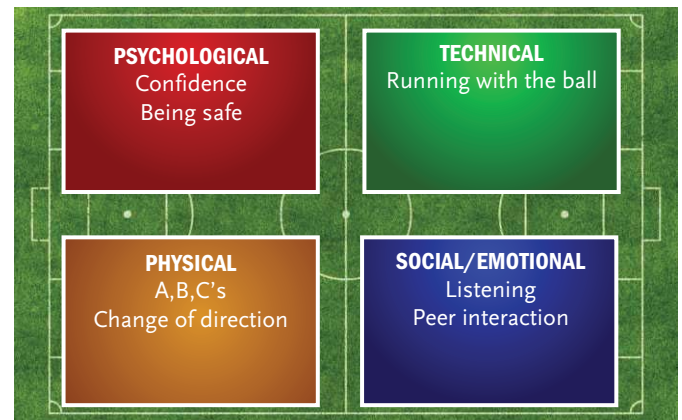 PSYCHOLOGICAL
Confidence
Being safe
TECHNICAL
Running with the ball
PHYSICAL
A,B,C’s
Change of direction
SOCIAL/EMOTIONAL
Listening
Peer interaction